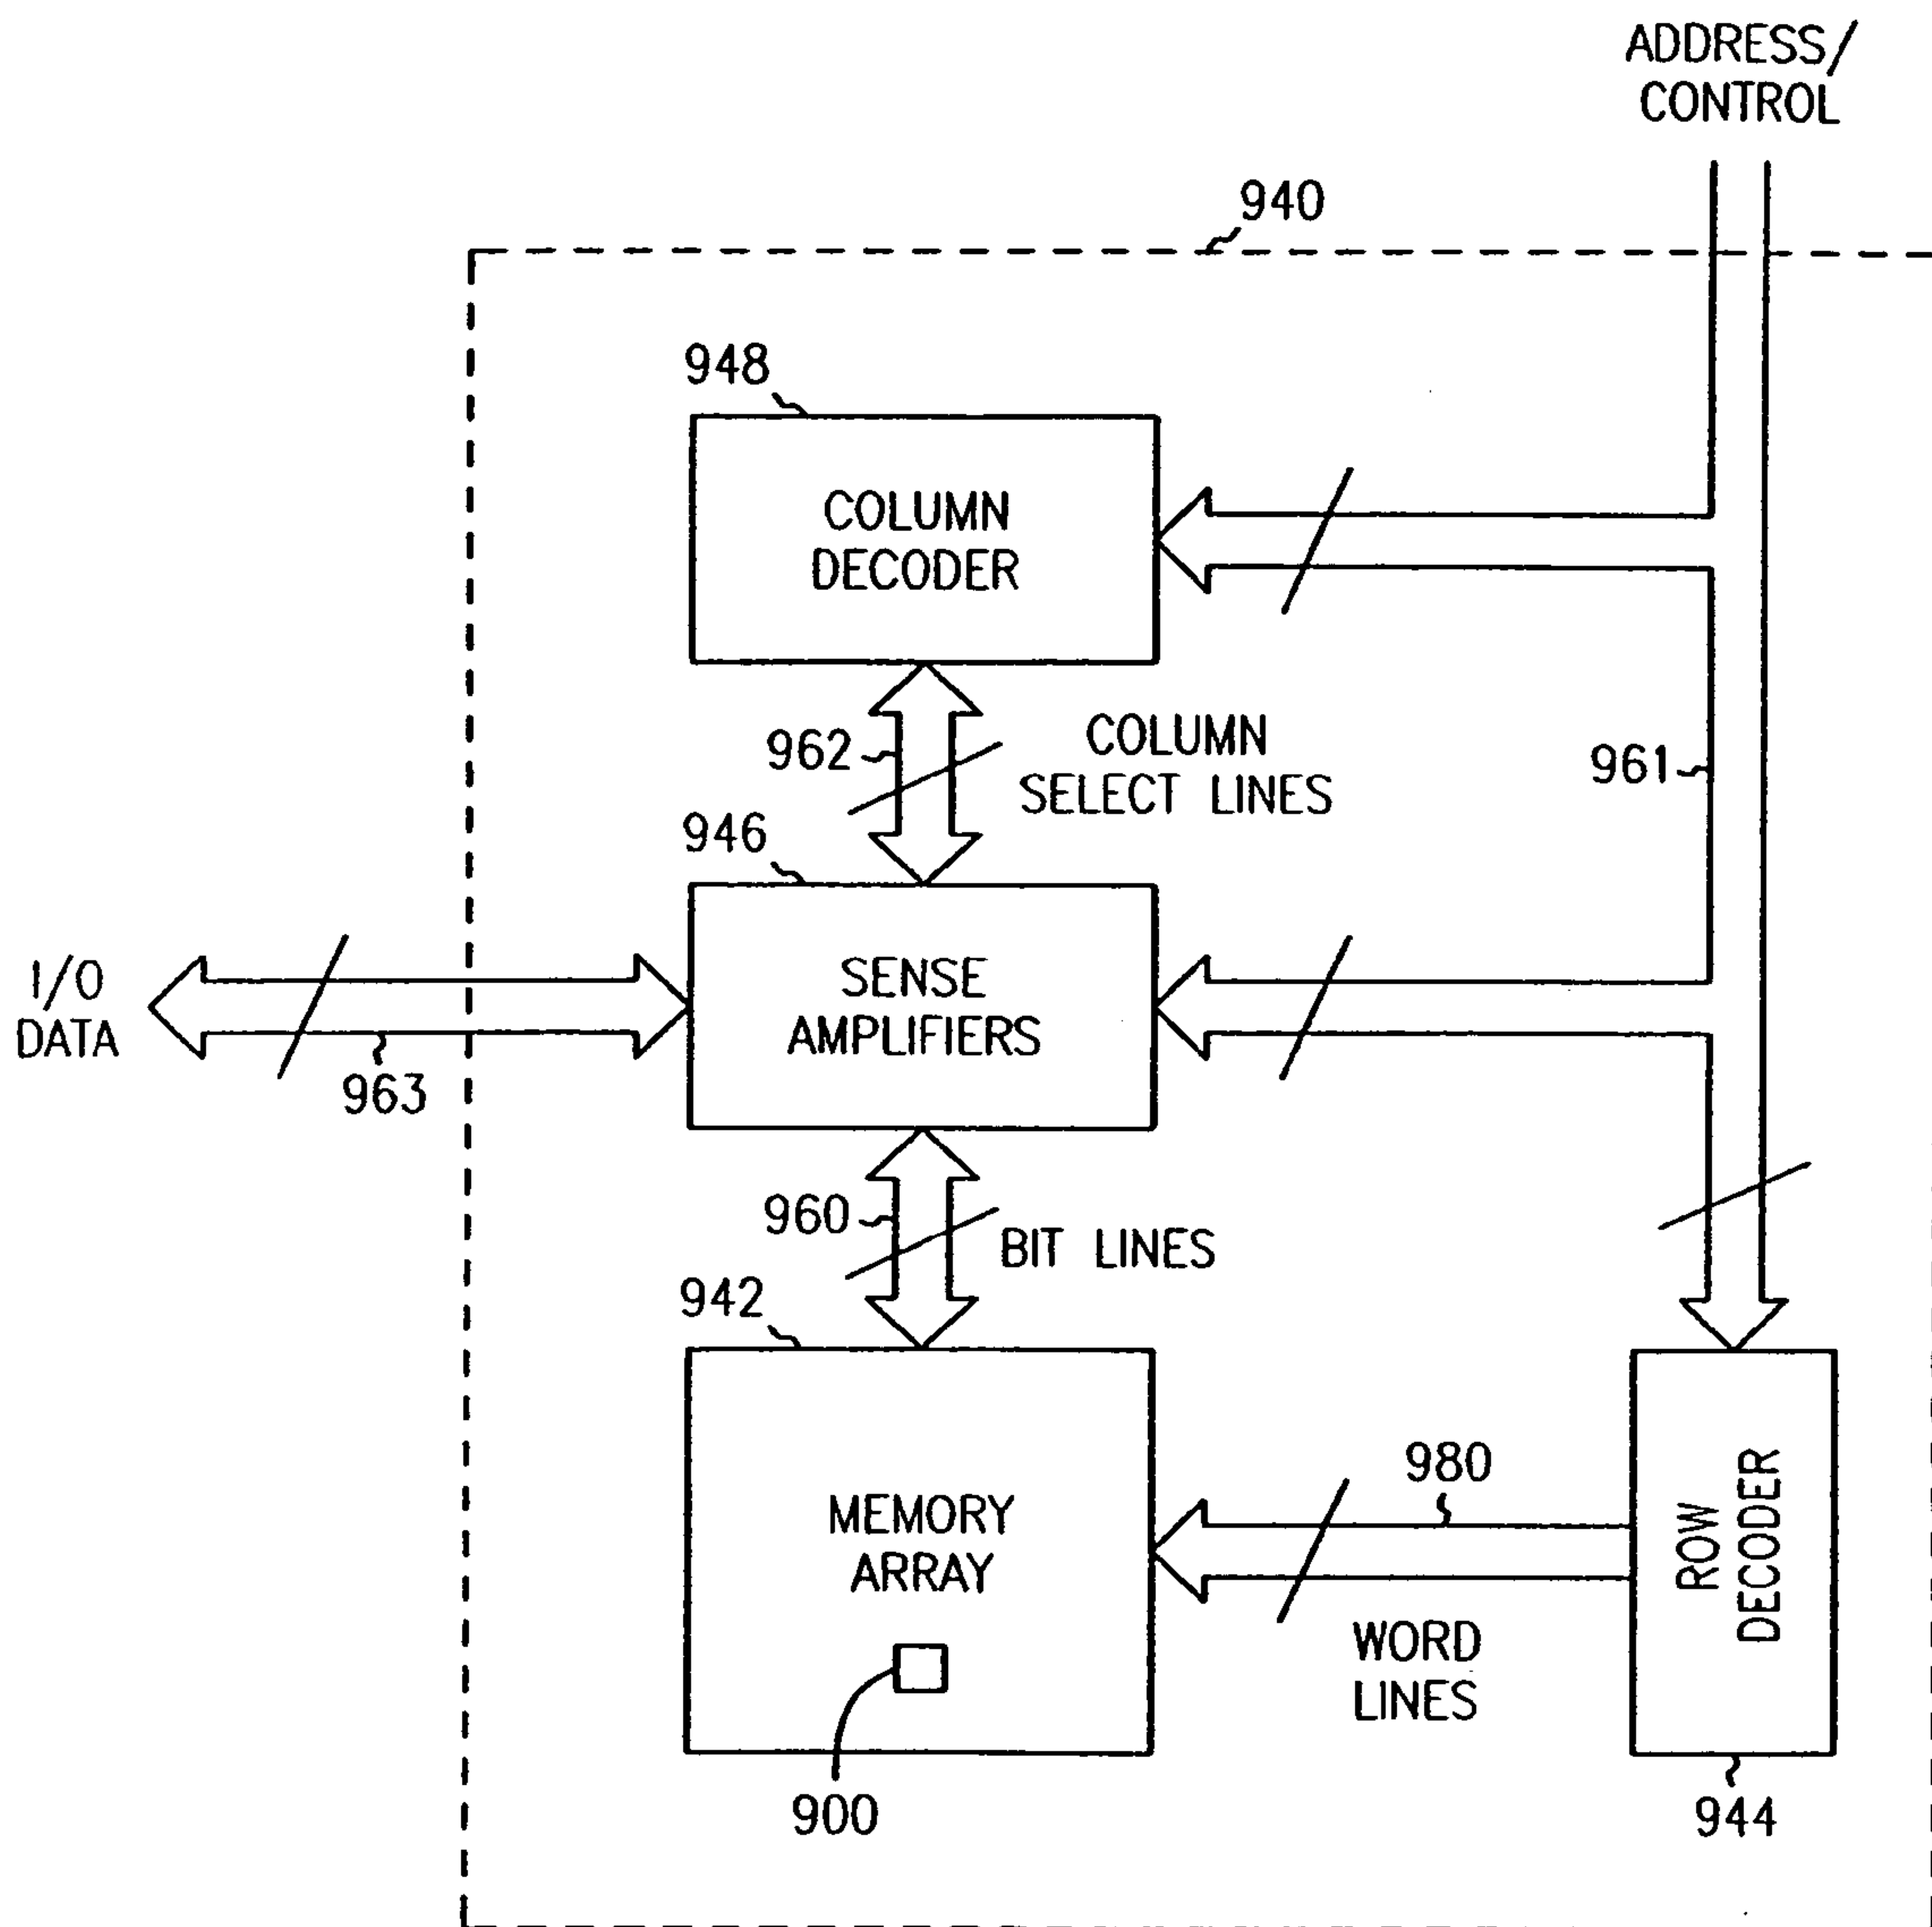 ADDRESS/
CONTROL
940
948
COLUMN
DECODER
962
COLUMN
SELECT LINES
961
946
I/O
DATA
SENSE
AMPLIFIERS
963
960
BIT LINES
942
980
MEMORY
ARRAY
ROW
DECODER
WORD
LINES
900
944